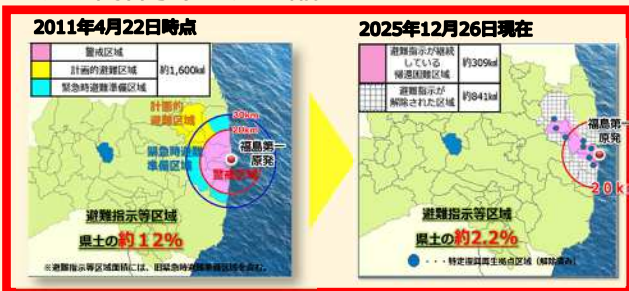 2011年4月22日時点
警戒区域
計画的避難区域
緊急時避難準備区域
約1,600㎢
計画的
避難区域
30km
20km
福島第一
原発
緊急時避難
準備区域
警戒区域
避難指示等区域
県土の約12%
※避難指示等区域面積には、旧緊急時避難準備区域を含む。
2025年12月26日現在
避難指示が継続
している
帰還困難区域
約309㎢
避難指示が
解除された区域
約841㎢
福島第一
原発
20k
避難指示等区域
県土の約2.2%
・・・特定復興再生拠点区域（解除済み）